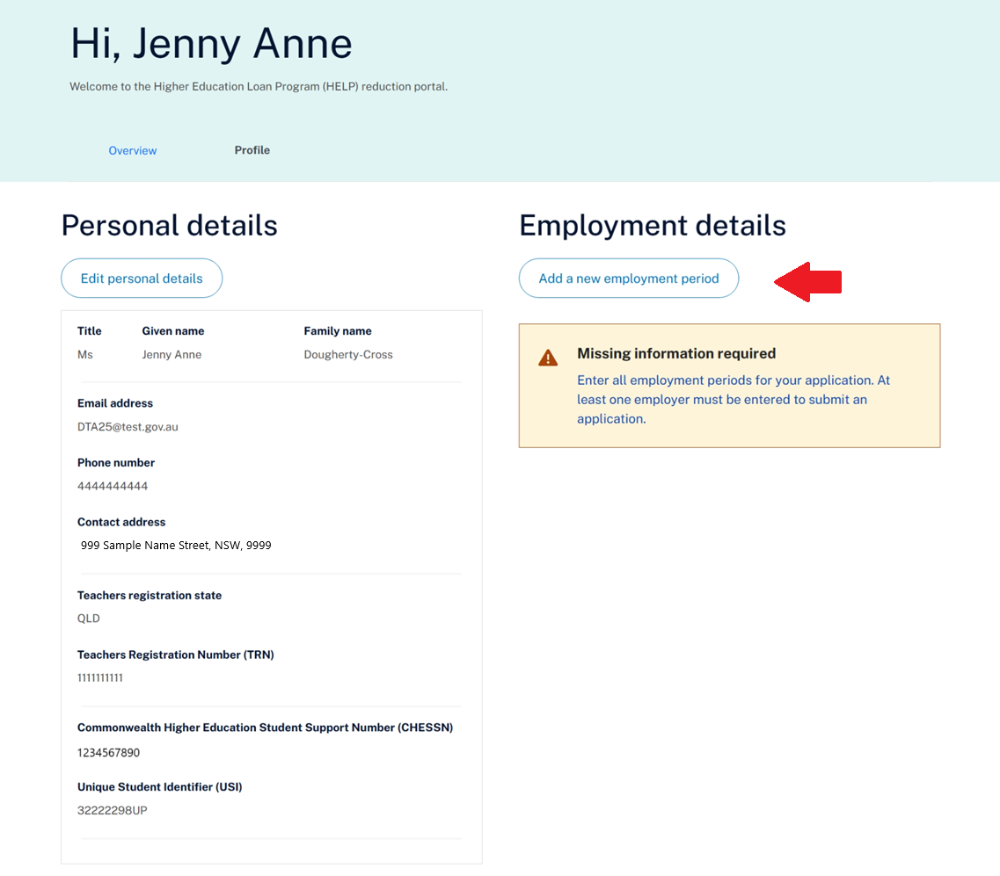 Hi, Jenny Anne
Welcome to the Higher Education Loan Program (HELP) reduction portal.
Overview Profile
Personal details
Edit personal details
Title Given name Family name
Ms Jenny Anne Dougherty-Cross
Email address
DTA25@test.gov.au
Phone number
4444444444
Contact address
999 Sample Name Street, NSW, 9999
Teachers registration state
QLD
Teachers Registration Number (TRN)
1111111111
Commonwealth Higher Education Student Support Number (CHESSN)
1234567890
Unique Student Identifier (USI)
32222298UP
Employment details
Add a new employment period
Missing information required
Enter all employment periods for your application. At
least one employer must be entered to submit an
application.